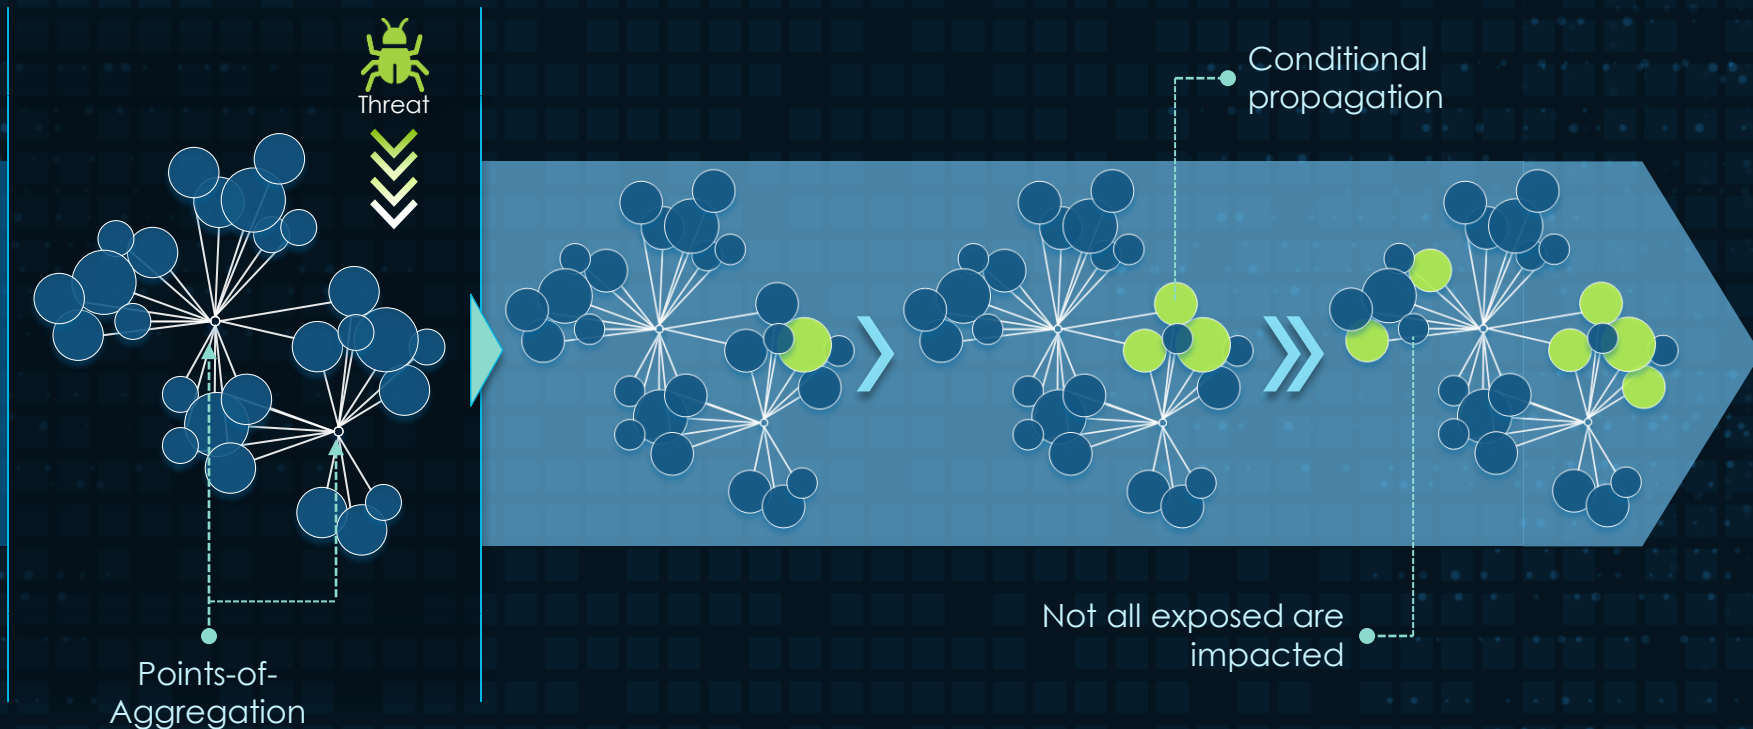 Threat
Conditional
propagation
Not all exposed are
impacted
Points-of-
Aggregation